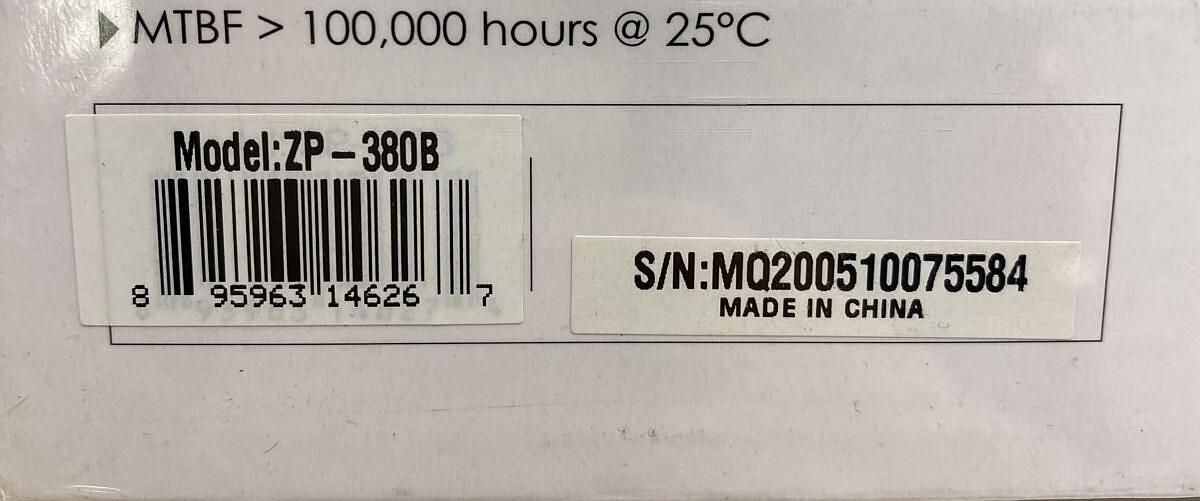 MTBF > 100,000 hours @ 25°C
Model:ZP-380B
8 95963 14626 7
S/N:MQ200510075584
MADE IN CHINA